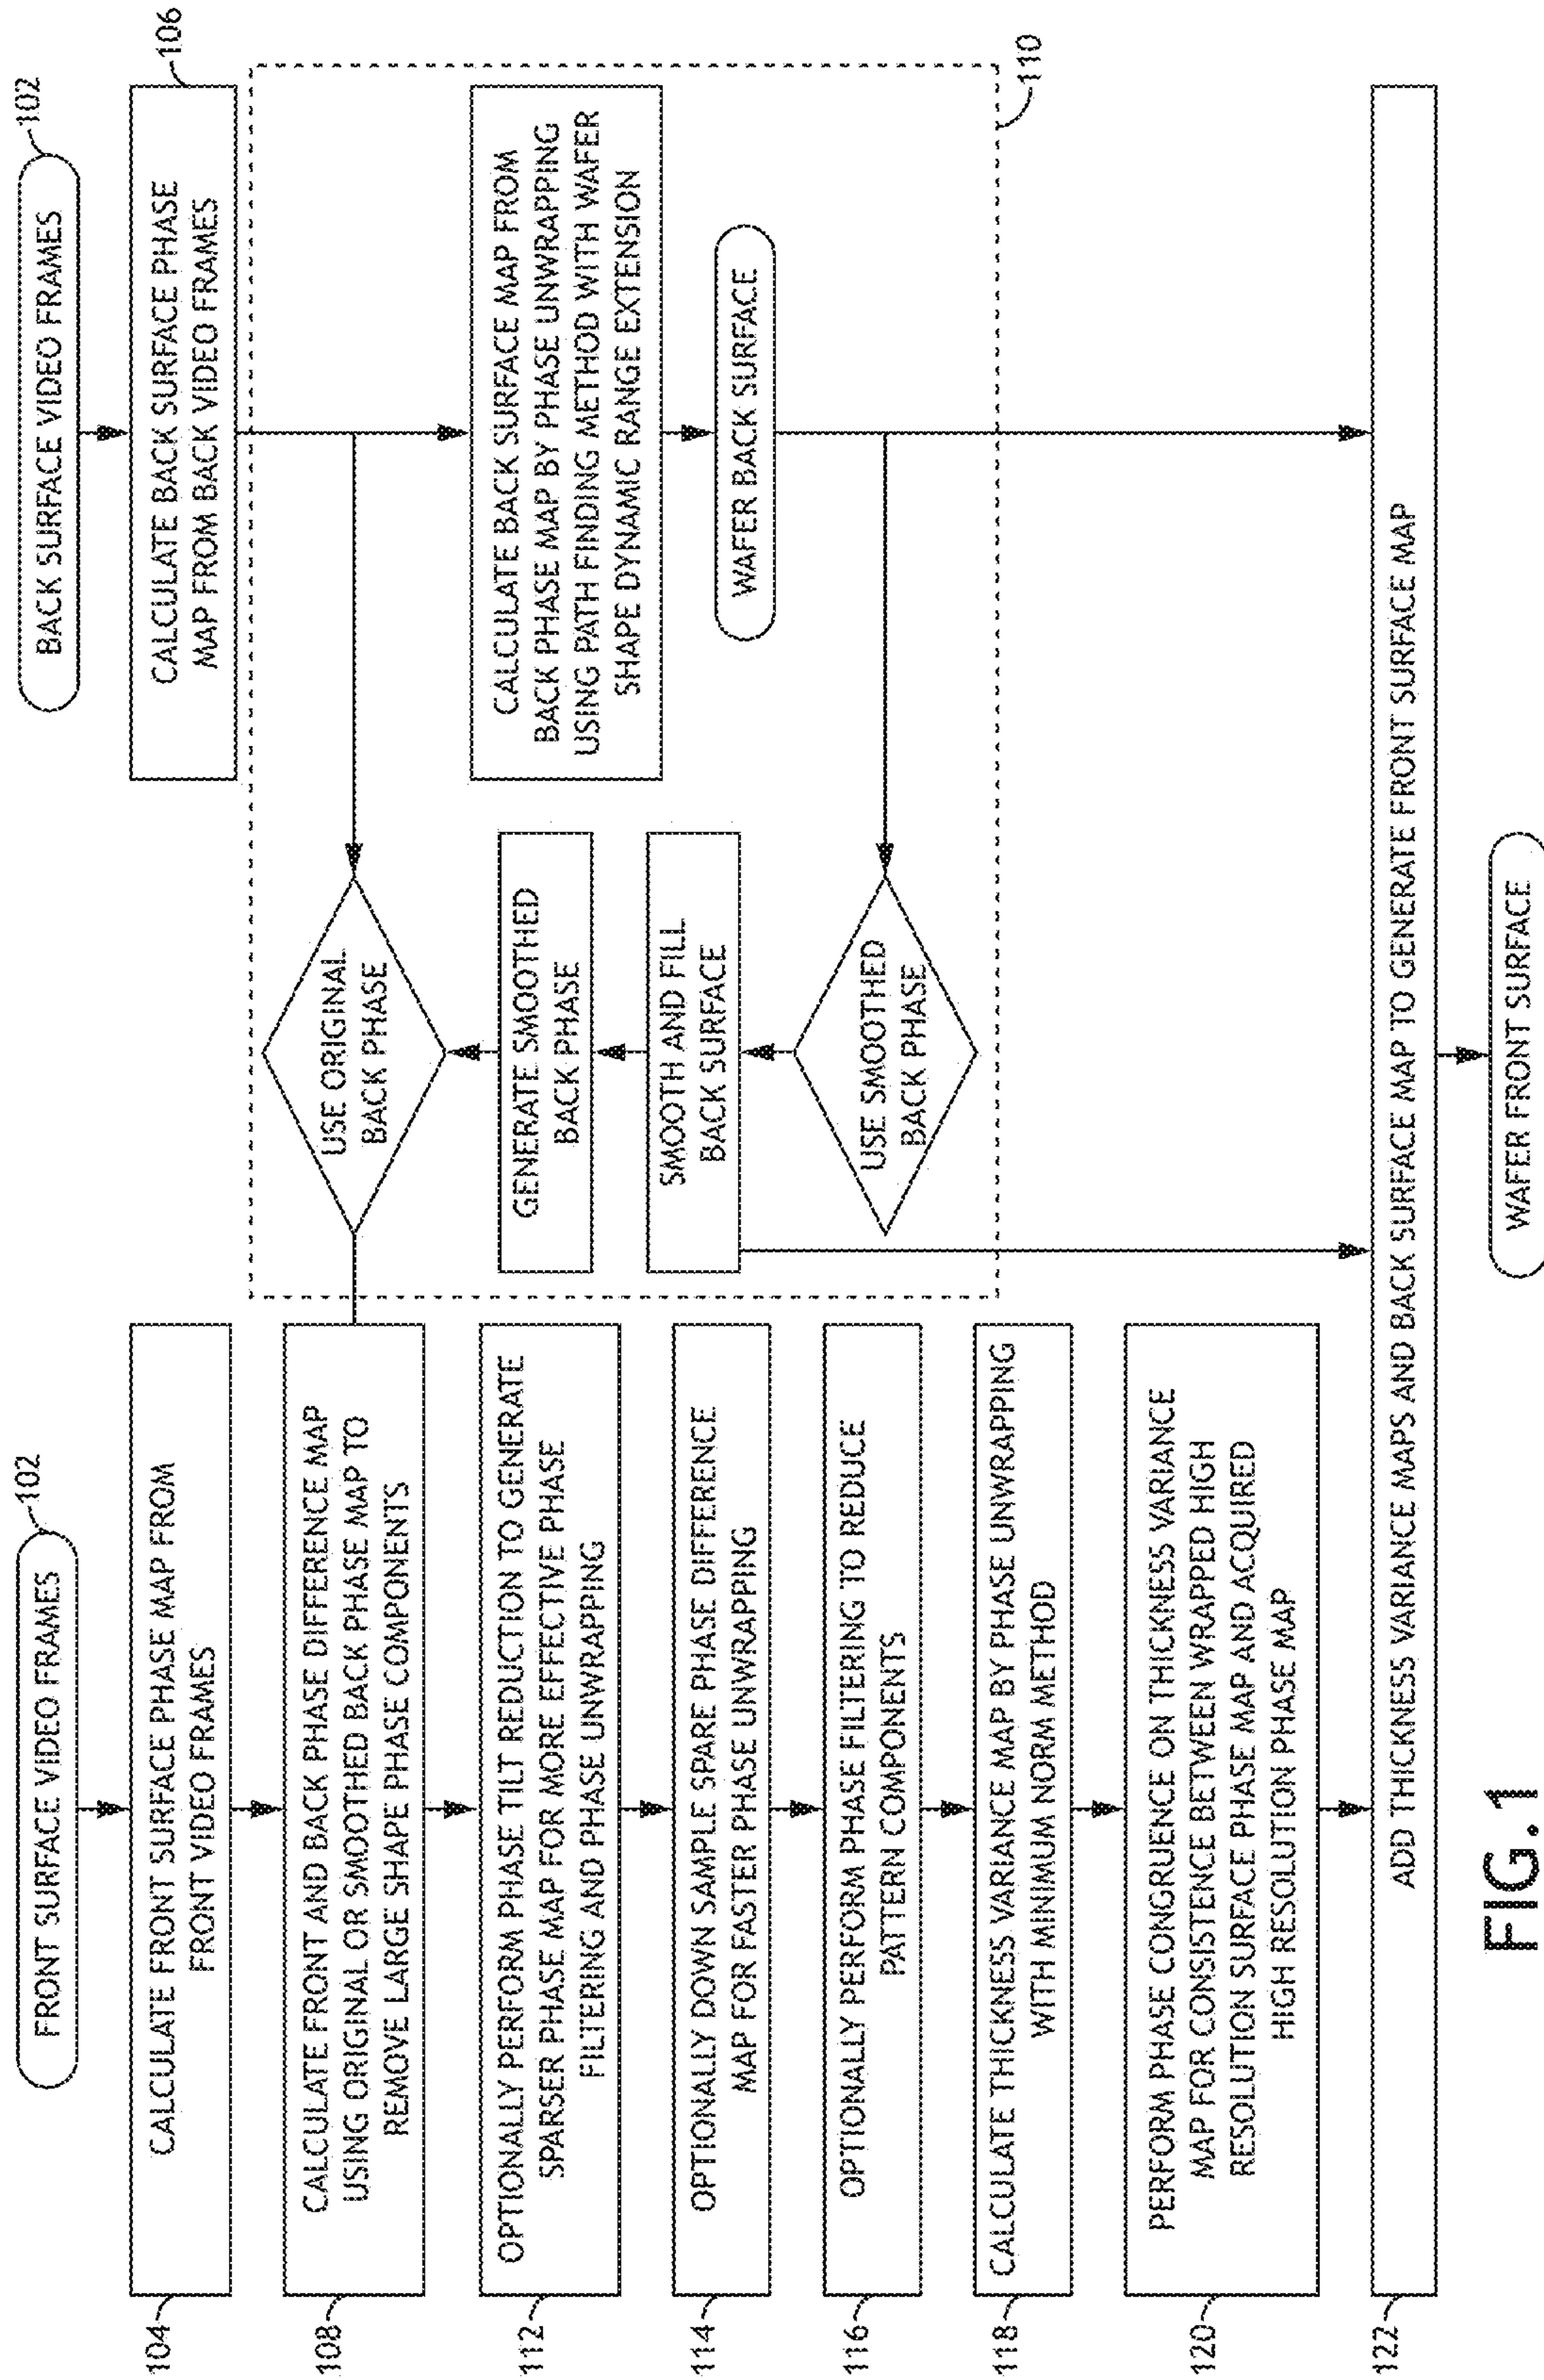 FRONT SURFACE VIDEO FRAMES
102
104
CALCULATE FRONT SURFACE PHASE MAP FROM
FRONT VIDEO FRAMES
108
CALCULATE FRONT AND BACK PHASE DIFFERENCE MAP
USING ORIGINAL OR SMOOTHED BACK PHASE MAP TO
REMOVE LARGE SHAPE PHASE COMPONENTS
112
OPTIONALLY PERFORM PHASE TILT REDUCTION TO GENERATE
SPARSER PHASE MAP FOR MORE EFFECTIVE PHASE
FILTERING AND PHASE UNWRAPPING
114
OPTIONALLY DOWN SAMPLE SPARE PHASE DIFFERENCE
MAP FOR FASTER PHASE UNWRAPPING
116
OPTIONALLY PERFORM PHASE FILTERING TO REDUCE
PATTERN COMPONENTS
118
CALCULATE THICKNESS VARIANCE MAP BY PHASE UNWRAPPING
WITH MINIMUM NORM METHOD
120
PERFORM PHASE CONGRUENCE ON THICKNESS VARIANCE
MAP FOR CONSISTENCE BETWEEN WRAPPED HIGH
RESOLUTION SURFACE PHASE MAP AND ACQUIRED
HIGH RESOLUTION PHASE MAP
BACK SURFACE VIDEO FRAMES
102
CALCULATE BACK SURFACE PHASE
MAP FROM BACK VIDEO FRAMES
106
USE ORIGINAL
BACK PHASE
GENERATE SMOOTHED
BACK PHASE
SMOOTH AND FILL
BACK SURFACE
USE SMOOTHED
BACK PHASE
CALCULATE BACK SURFACE MAP FROM
BACK PHASE MAP BY PHASE UNWRAPPING
USING PATH FINDING METHOD WITH WAFER
SHAPE DYNAMIC RANGE EXTENSION
WAFER BACK SURFACE
110
122
ADD THICKNESS VARIANCE MAPS AND BACK SURFACE MAP TO GENERATE FRONT SURFACE MAP
WAFER FRONT SURFACE
FIG.1